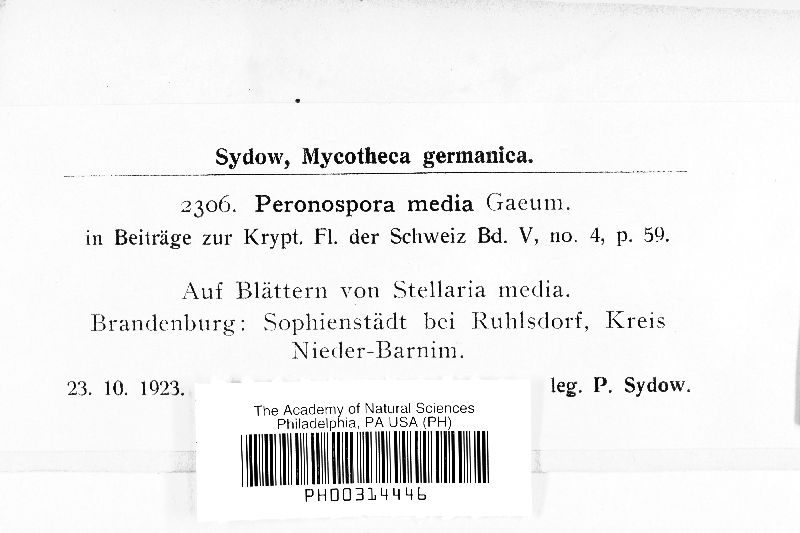 Sydow, Mycotheca germanica.
2306. Peronospora media Gaeum.
in Beiträge zur Krypt. Fl. der Schweiz Bd. V, no. 4, p. 59.
Auf Blättern von Stellaria media.
Brandenburg: Sophienstädt bei Ruhlsdorf, Kreis
Nieder-Barnim.
23. 10. 1923. leg. P. Sydow.
The Academy of Natural Sciences
Philadelphia, PA USA (PH)
PH00314446